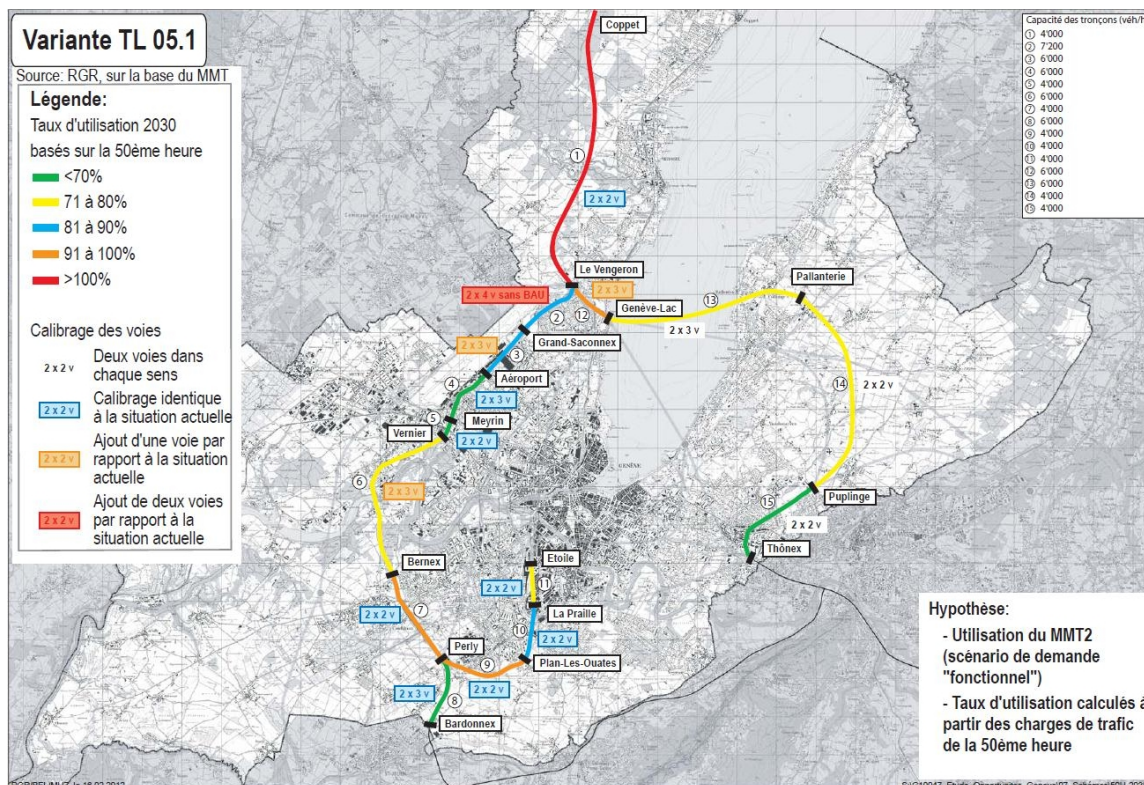 Variante TL 05.1
Source: RGR, sur la base du MMT
Légende:
Taux d'utilisation 2030
basés sur la 50ème heure
<70%
71 à 80%
81 à 90%
91 à 100%
>100%
Calibrage des voies
2 x 2 v
Deux voies dans
chaque sens
2 x 2 v
Calibrage identique
à la situation actuelle
2 x 2 v
Ajout d'une voie par
rapport à la situation
actuelle
2 x 2 v
Ajout de deux voies
par rapport à la
situation actuelle
Capacité des tronçons (véh/h
1 4'000
2 7'200
3 6'000
4 6'000
5 4'000
6 6'000
7 4'000
8 6'000
9 4'000
10 4'000
11 4'000
12 6'000
13 6'000
14 4'000
15 4'000
Coppet
1
2 x 2 v
Le Vengeron
2 x 4 v sans BAU
2 x 3 v
Pallanterie
13
Genève-Lac
2
12
2 x 3 v
Grand-Saconnex
2 x 3 v
3
Aéroport
4
14
2 x 2 v
2 x 3 v
5
Meyrin
Vernier
2 x 2 v
GENÈVE
6
2 x 3 v
Puplinge
15
2 x 2 v
Thônex
Etoile
Bernex
2 x 2 v
11
La Praille
2 x 2 v
7
10
2 x 2 v
Perly
Plan-Les-Ouates
9
2 x 2 v
2 x 3 v
8
Bardonnex
Hypothèse:
- Utilisation du MMT2
(scénario de demande
"fonctionnel")
- Taux d'utilisation calculés à
partir des charges de trafic
de la 50ème heure